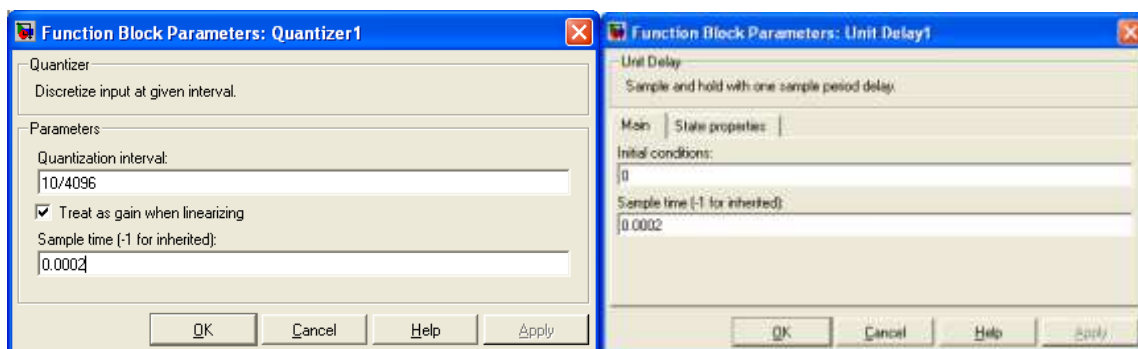 Function Block Parameters: Quantizer1
Quantizer
Discretize input at given interval.
Parameters
Quantization interval:
10/4096
Treat as gain when linearizing
Sample time (-1 for inherited):
0.0002
OK Cancel Help Apply
Function Block Parameters: Unit Delay1
Unit Delay
Sample and hold with one sample period delay.
Main State properties
Initial conditions:
0
Sample time (-1 for inherited):
0.0002
OK Cancel Help Apply